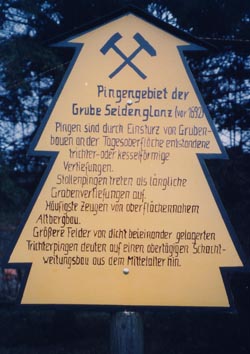 Pingengebiet der
Grube Seidenglanz (vor 1692)
Pingen sind durch Einsturz von Gruben-
bauen an der Tagesoberfläche entstandene
trichter- oder kesselförmige
Vertiefungen.
Stollenpingen treten als längliche
Grabenvertiefungen auf.
Häufigste Zeugen von oberflächennahem
Altbergbau.
Größere Felder von dicht beieinander gelagerten
Trichterpingen deuten auf einen obertägigen Schacht-
weitungsbau aus dem Mittelalter hin.